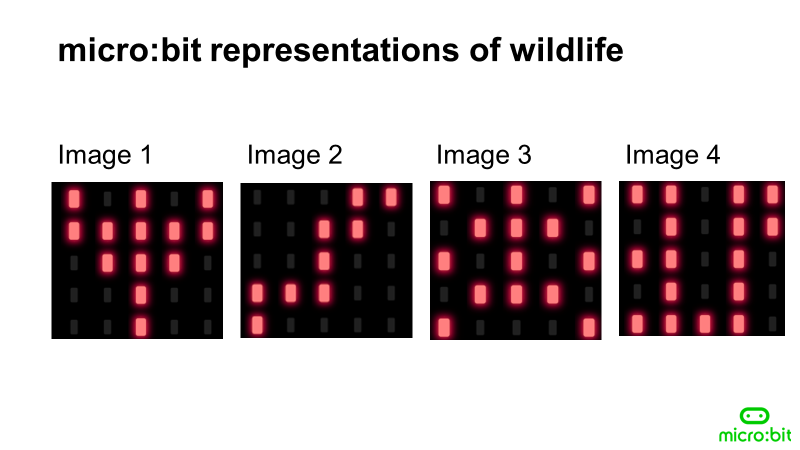 micro:bit representations of wildlife
Image 1
Image 2
Image 3
Image 4
micro:bit